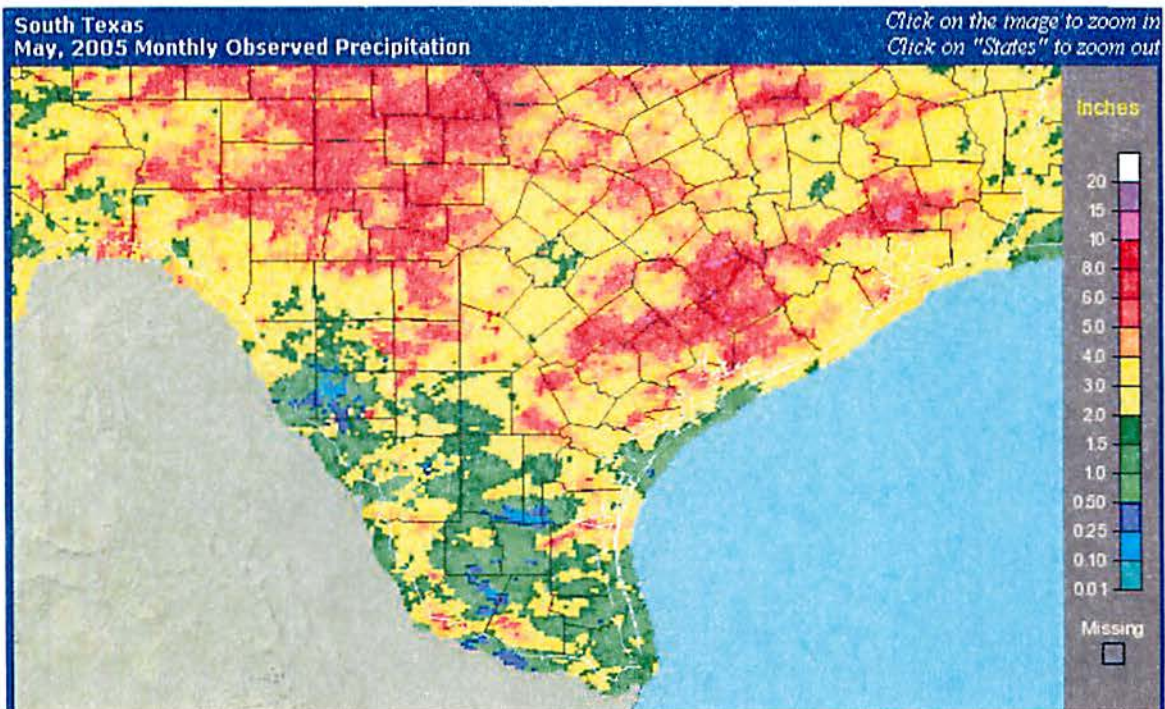 South Texas
May, 2005 Monthly Observed Precipitation
Click on the image to zoom in
Click on "States" to zoom out
Inches
20
15
10
8.0
6.0
5.0
4.0
3.0
2.0
1.5
1.0
0.50
0.25
0.10
0.01
Missing